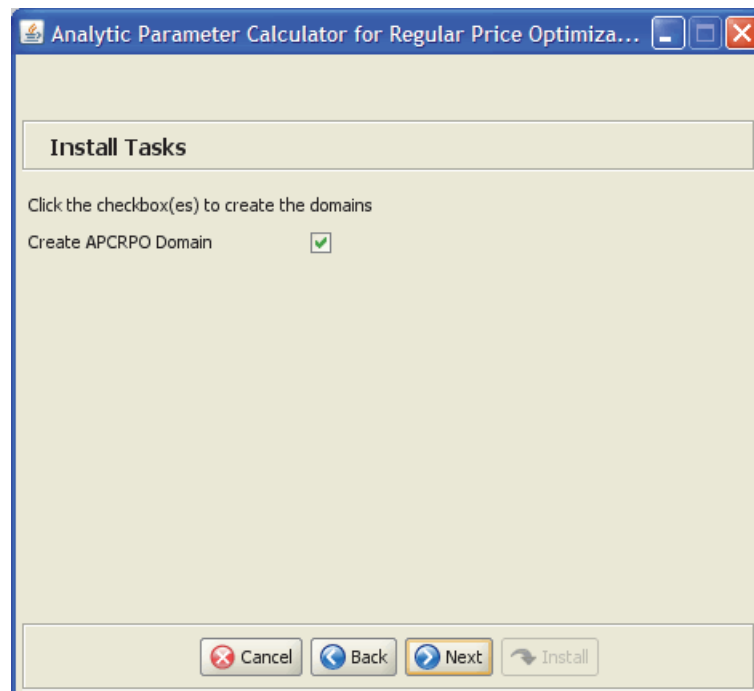 Analytic Parameter Calculator for Regular Price Optimiza...
Install Tasks
Click the checkbox(es) to create the domains
Create APCRPO Domain
Cancel Back Next Install